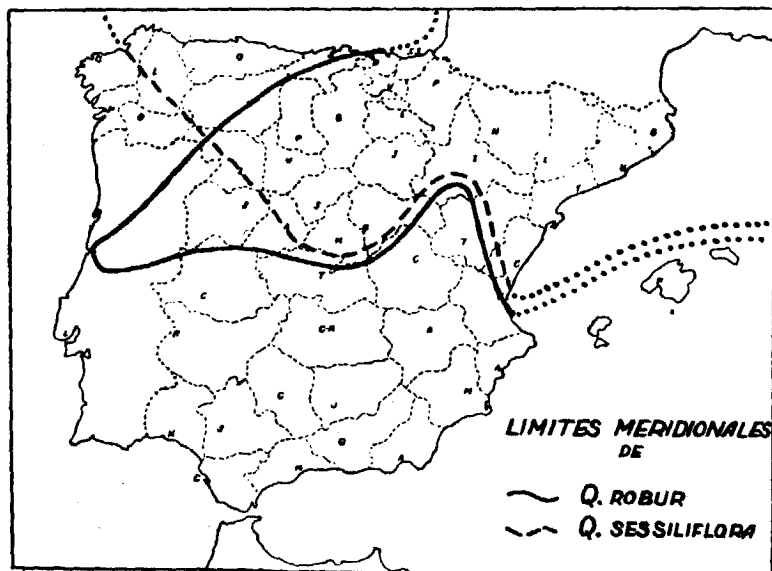 O
L
P
O
P
B
H
L
S
S
M
T
C
T
C
C
C-R
A
C
J
M
H
G
M
A
C
LIMITES MERIDIONALES
DE
Q. ROBUR
Q. SESSILIFLORA